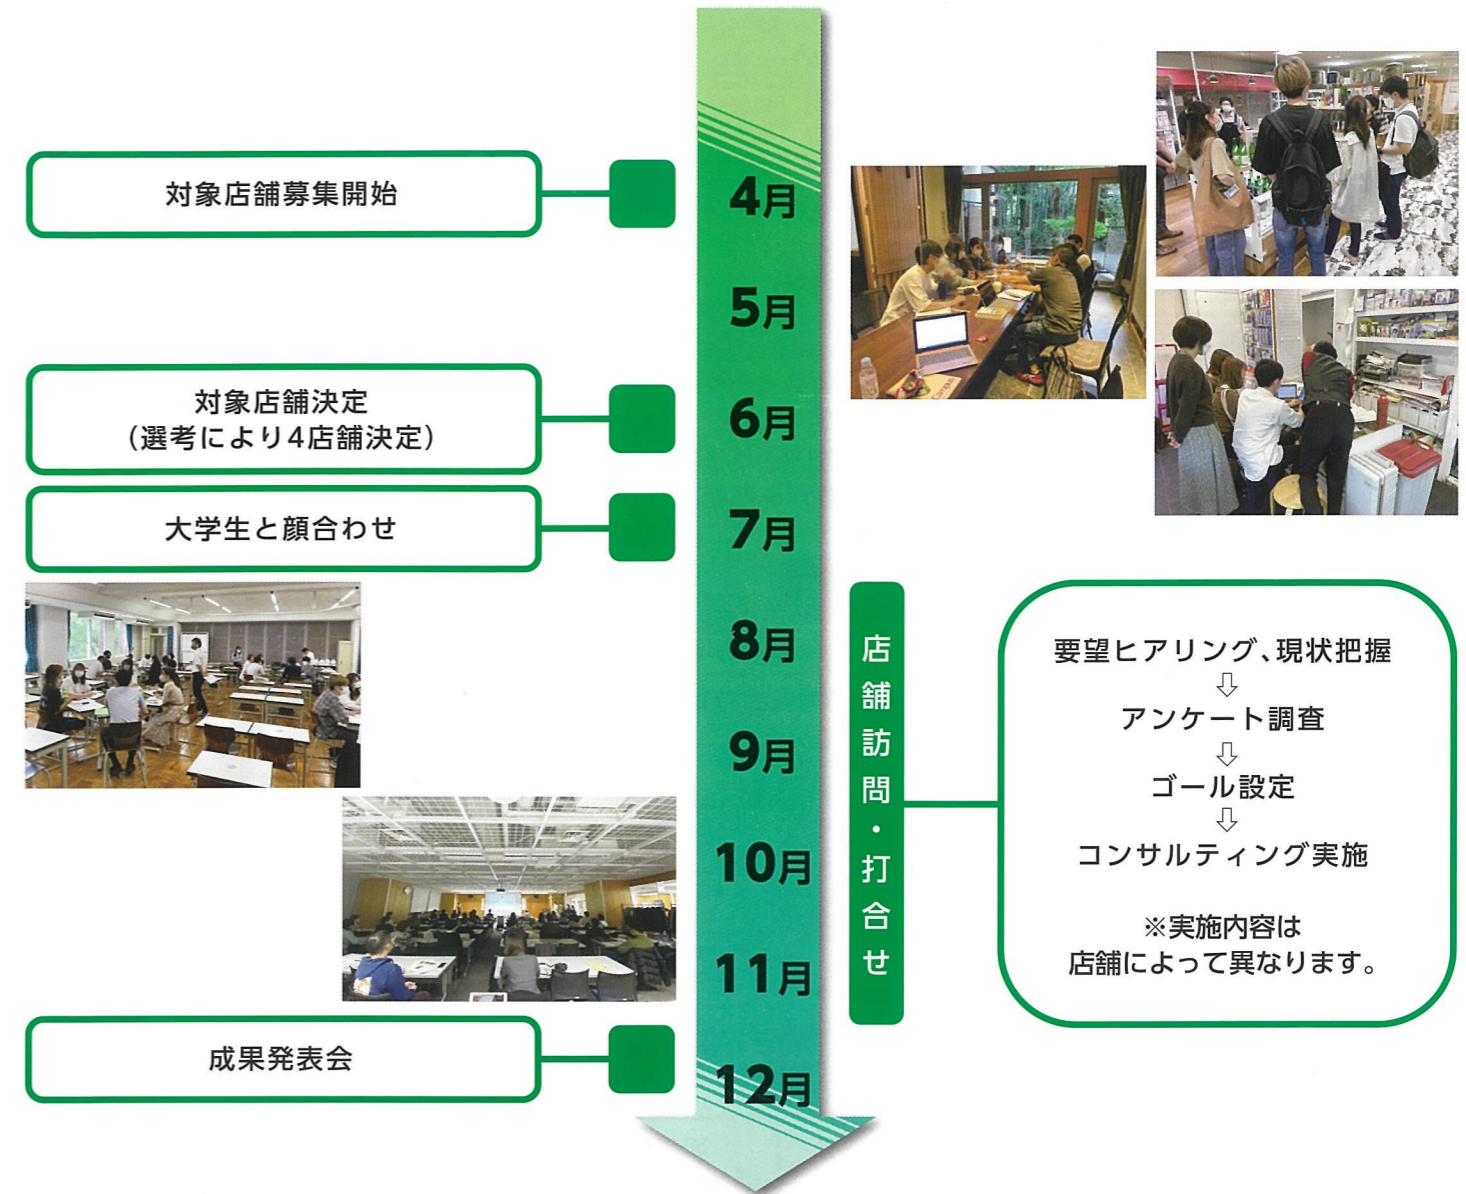 対象店舗募集開始
4月
5月
対象店舗決定
(選考により4店舗決定)
6月
大学生と顔合わせ
7月
8月
9月
10月
11月
成果発表会
12月
店舗訪問・打合せ
要望ヒアリング、現状把握
⇩
アンケート調査
⇩
ゴール設定
⇩
コンサルティング実施
※実施内容は
店舗によって異なります。
Campus